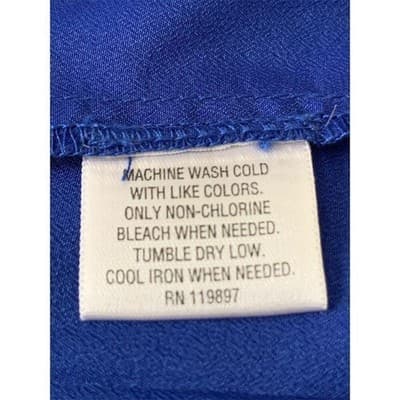 MACHINE WASH COLD
WITH LIKE COLORS.
ONLY NON-CHLORINE
BLEACH WHEN NEEDED.
TUMBLE DRY LOW.
COOL IRON WHEN NEEDED.
RN 119897